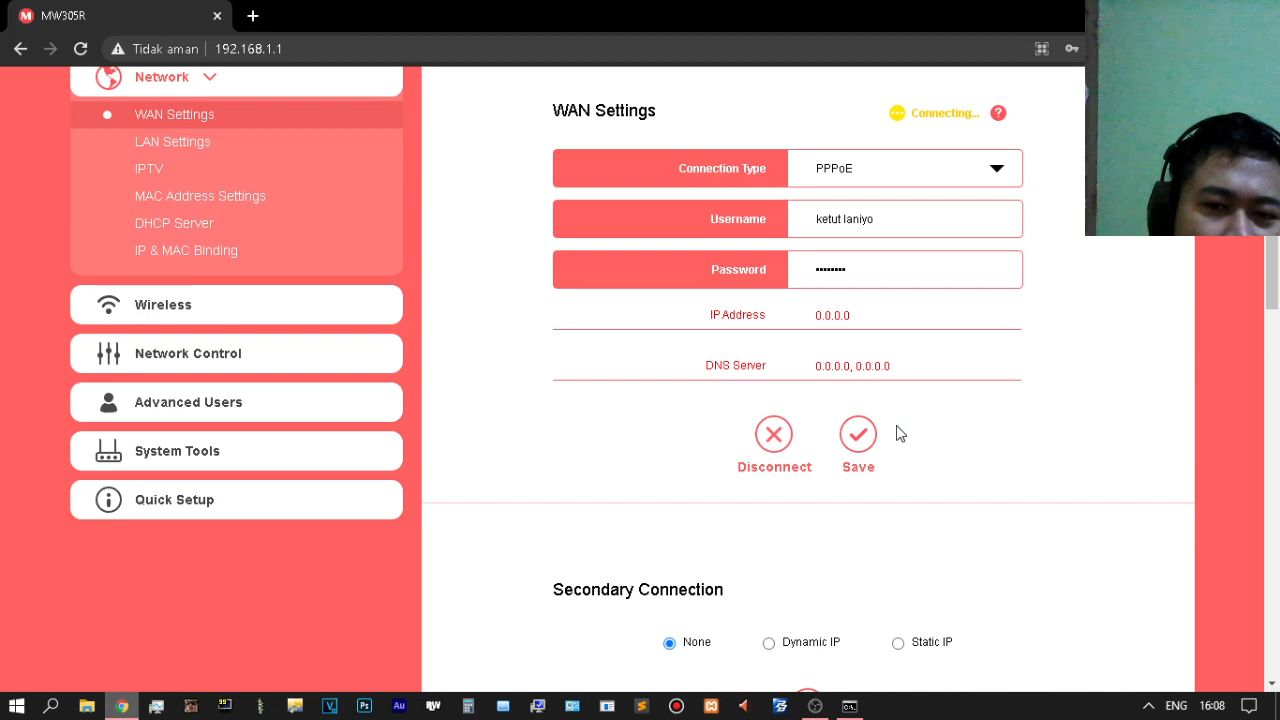 MW305R
Tidak aman 192.168.1.1
Network
WAN Settings
LAN Settings
IPTV
MAC Address Settings
DHCP Server
IP & MAC Binding
Wireless
Network Control
Advanced Users
System Tools
Quick Setup
WAN Settings
Connecting... ?
Connection Type PPPoE
Username ketut laniyo
Password ••••••••
IP Address 0.0.0.0
DNS Server 0.0.0.0, 0.0.0.0
Disconnect Save
Secondary Connection
None Dynamic IP Static IP
ENG 16:08